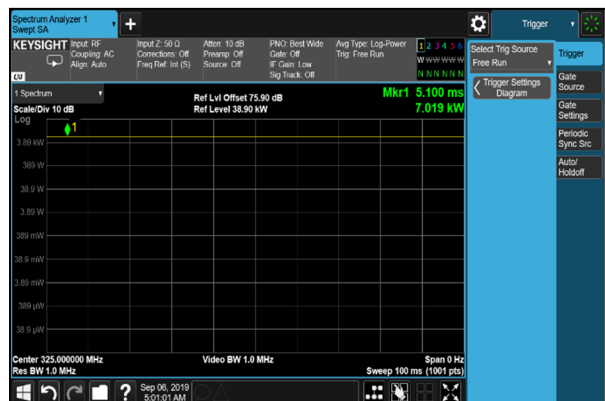 Spectrum Analyzer 1
Swept SA
+
Trigger
KEYSIGHT
Input: RF
Coupling: AC
Align: Auto
Input Z: 50 Ω
Corrections: Off
Freq Ref: Int (S)
Atten: 10 dB
Preamp: Off
Source: Off
PNO: Best Wide
Gate: Off
IF Gain: Low
Sig Track: Off
Avg Type: Log-Power
Trig: Free Run
1 2 3 4 5 6
W W W W W W
N N N N N N
LXI
Select Trig Source
Free Run
Trigger Settings
Diagram
Trigger
Gate
Source
Gate
Settings
Periodic
Sync Src
Auto/
Holdoff
1 Spectrum
Scale/Div 10 dB
Log
Ref Lvl Offset 75.90 dB
Ref Level 38.90 kW
Mkr1 5.100 ms
7.019 kW
1
3.89 kW
389 W
38.9 W
3.89 W
389 mW
38.9 mW
3.89 mW
389 µW
38.9 µW
Center 325.000000 MHz
Res BW 1.0 MHz
Video BW 1.0 MHz
Span 0 Hz
Sweep 100 ms (1001 pts)
?
Sep 06, 2019
5:01:01 AM